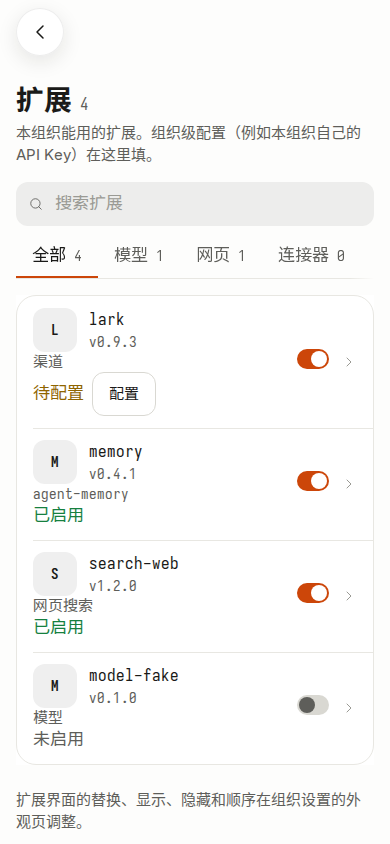 扩展 4
本组织能用的扩展。组织级配置（例如本组织自己的
API Key）在这里填。
搜索扩展
全部 4 模型 1 网页 1 连接器 0
L lark
v0.9.3
渠道
待配置 配置
M memory
v0.4.1
agent-memory
已启用
S search-web
v1.2.0
网页搜索
已启用
M model-fake
v0.1.0
模型
未启用
扩展界面的替换、显示、隐藏和顺序在组织设置的外
观页调整。